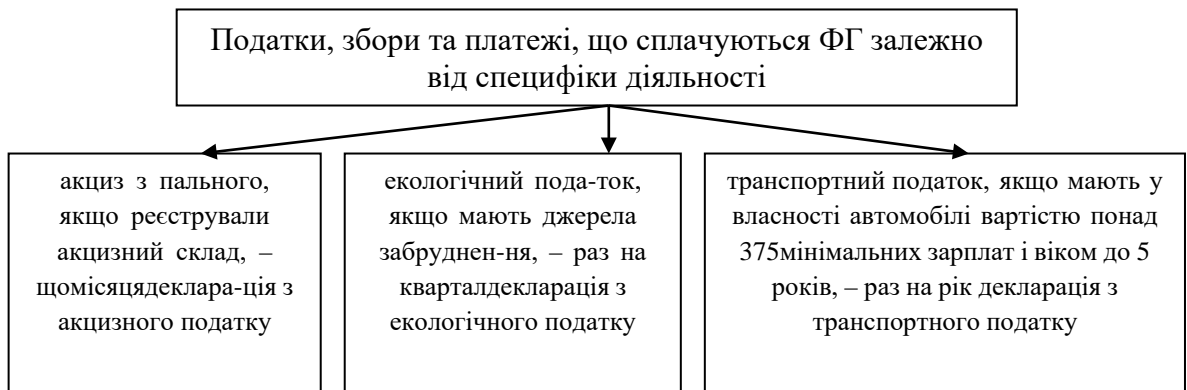 Податки, збори та платежі, що сплачуються ФГ залежно
від специфіки діяльності
акциз з пального,
якщо реєстрували
акцизний склад, –
щомісяцядеклара-ція з
акцизного податку
екологічний пода-ток,
якщо мають джерела
забруднен-ня, – раз на
кварталдекларація з
екологічного податку
транспортний податок, якщо мають у
власності автомобілі вартістю понад
375мінімальних зарплат і віком до 5
років, – раз на рік декларація з
транспортного податку